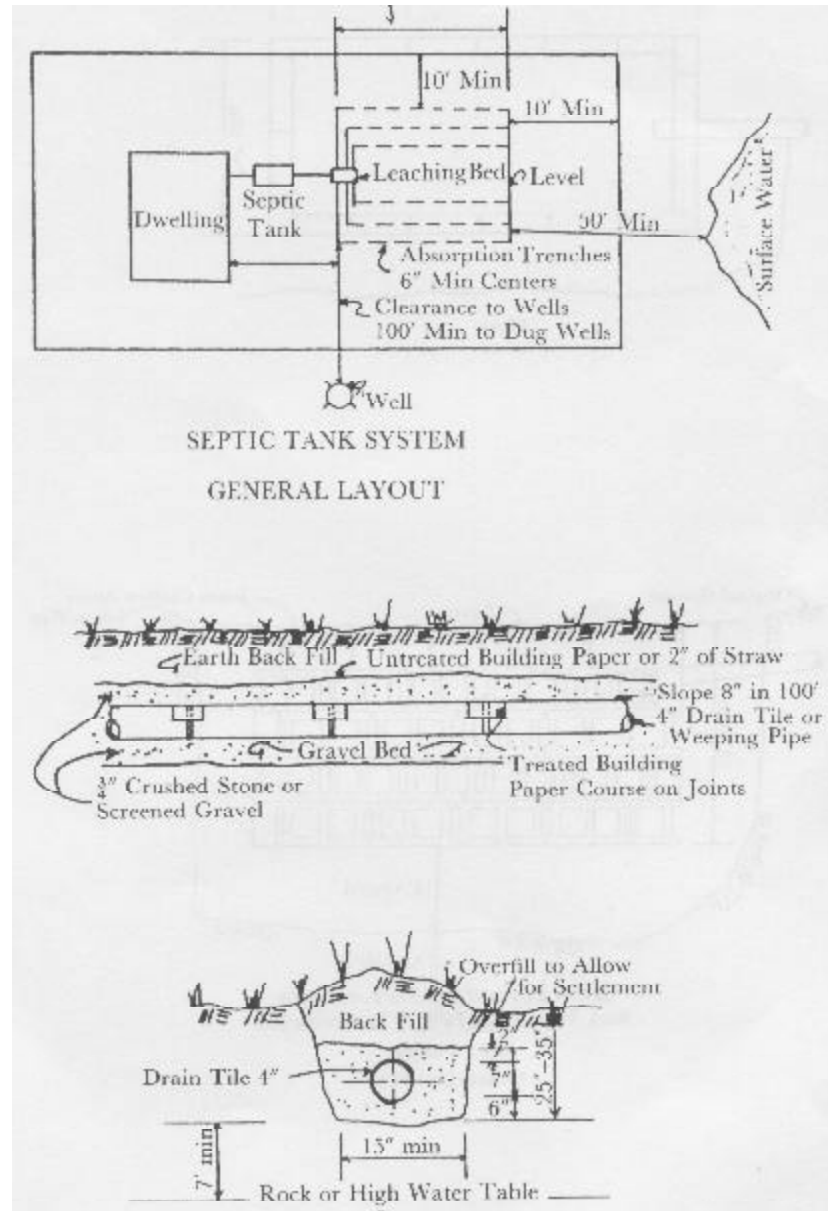 10′ Min
10′ Min
Leaching Bed
Level
Septic
Tank
Dwelling
50′ Min
Surface Water
Absorption Trenches
6″ Min Centers
Clearance to Wells
100′ Min to Dug Wells
Well
SEPTIC TANK SYSTEM
GENERAL LAYOUT
Earth Back Fill
Untreated Building Paper or 2″ of Straw
Slope 8″ in 100′
4″ Drain Tile or
Weeping Pipe
Gravel Bed
Treated Building
Paper Course on Joints
¾″ Crushed Stone or
Screened Gravel
Overfill to Allow
for Settlement
Back Fill
Drain Tile 4″
2″
7″
6″
25″–35″
15″ min
7′ min
Rock or High Water Table